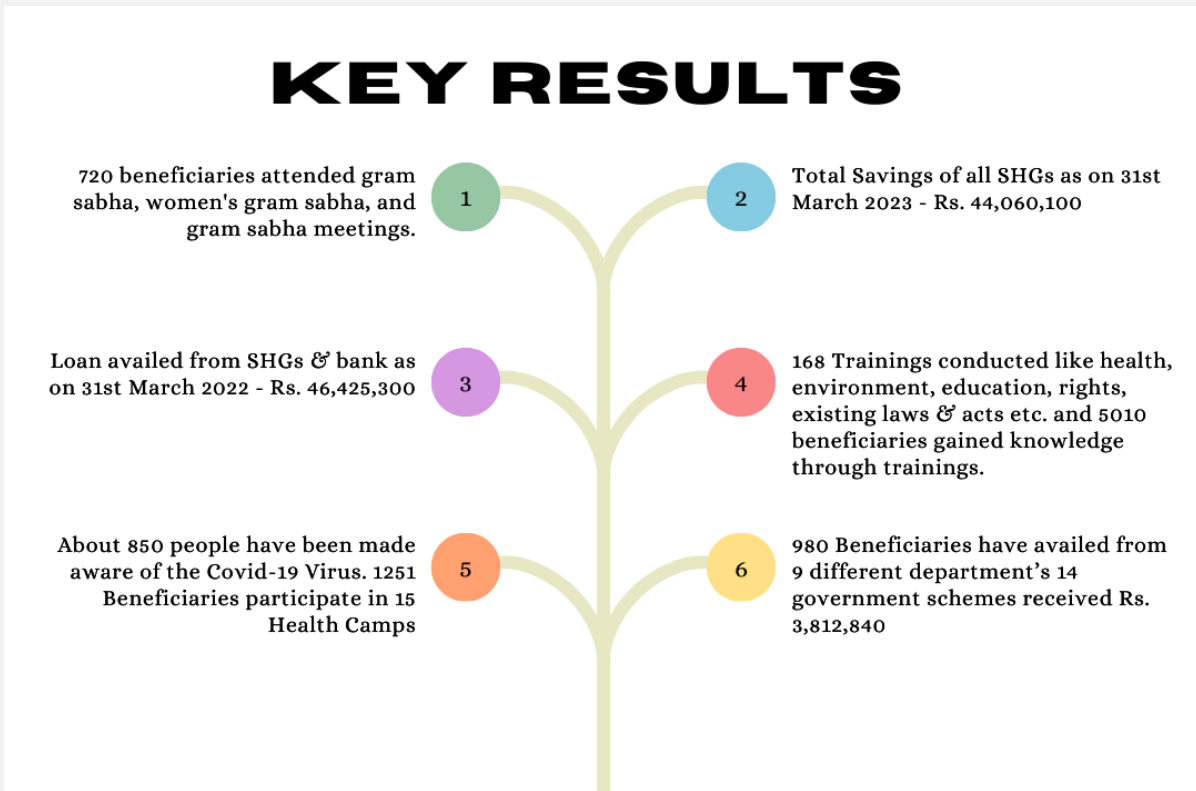 KEY RESULTS
720 beneficiaries attended gram
sabha, women's gram sabha, and
gram sabha meetings.
1
2
Total Savings of all SHGs as on 31st
March 2023 - Rs. 44,060,100
Loan availed from SHGs & bank as
on 31st March 2022 - Rs. 46,425,300
3
4
168 Trainings conducted like health,
environment, education, rights,
existing laws & acts etc. and 5010
beneficiaries gained knowledge
through trainings.
About 850 people have been made
aware of the Covid-19 Virus. 1251
Beneficiaries participate in 15
Health Camps
5
6
980 Beneficiaries have availed from
9 different department’s 14
government schemes received Rs.
3,812,840